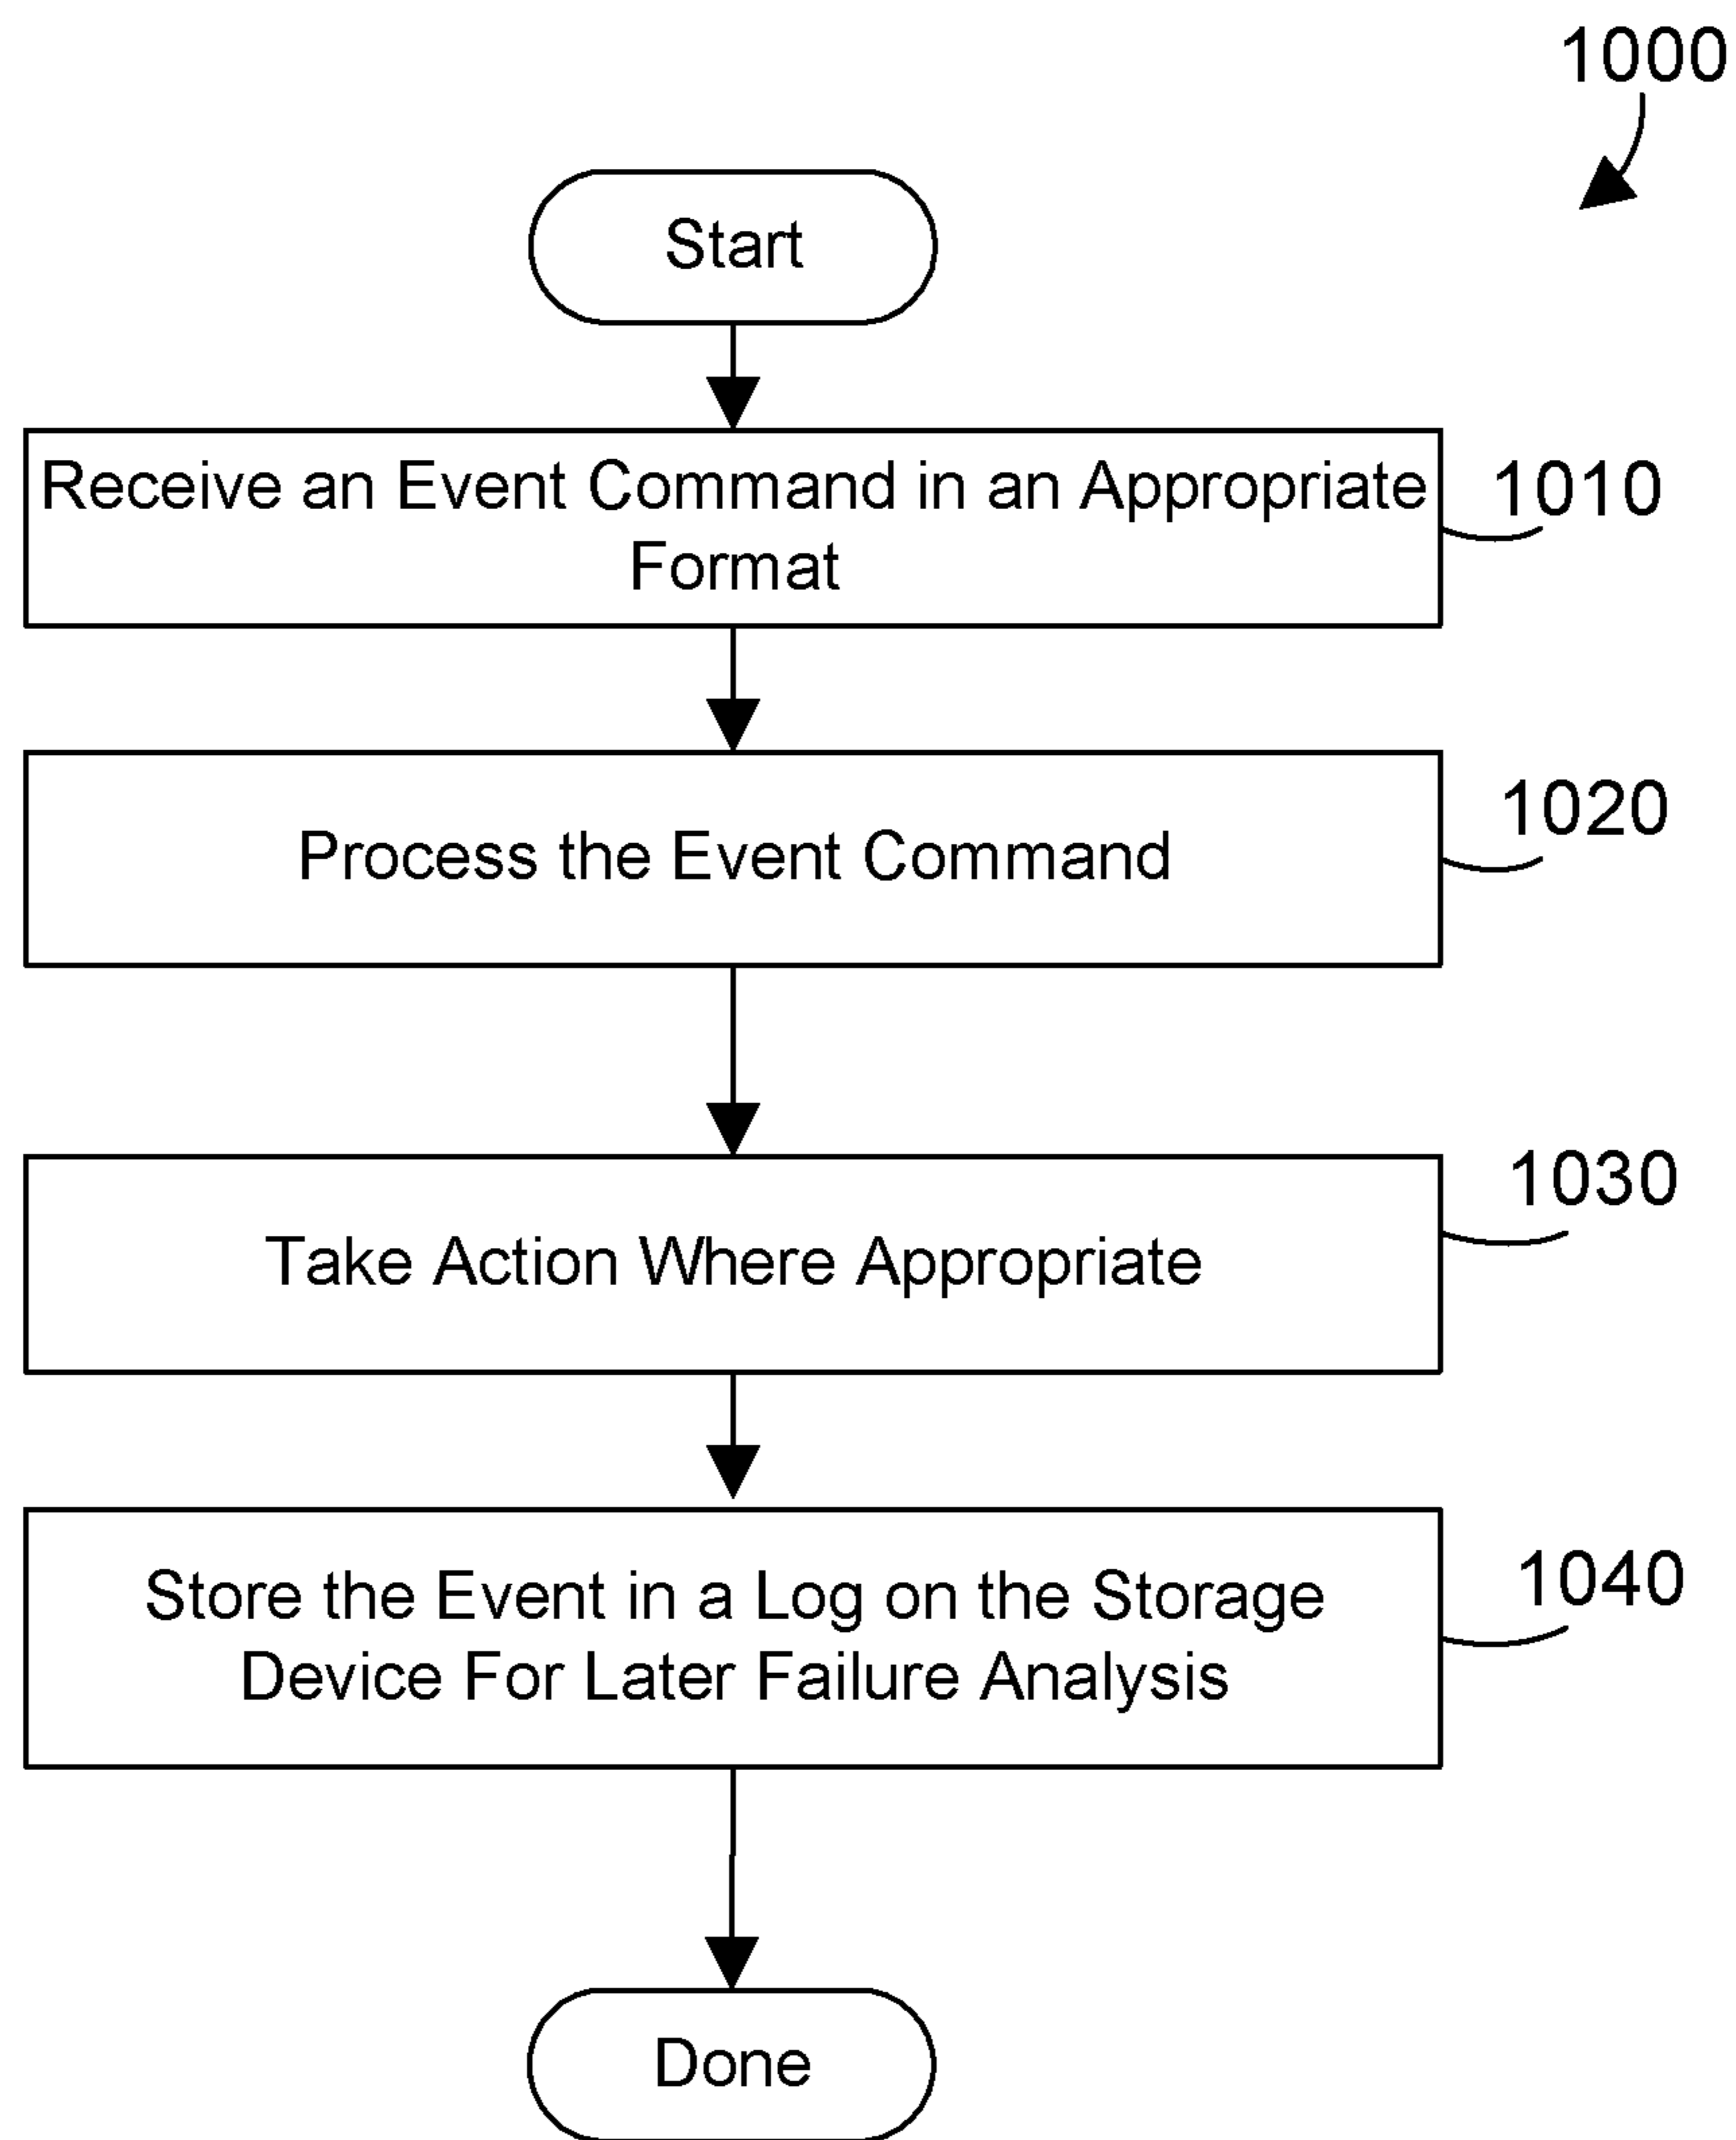 1000
Start
Receive an Event Command in an Appropriate
Format
1010
Process the Event Command
1020
Take Action Where Appropriate
1030
Store the Event in a Log on the Storage
Device For Later Failure Analysis
1040
Done